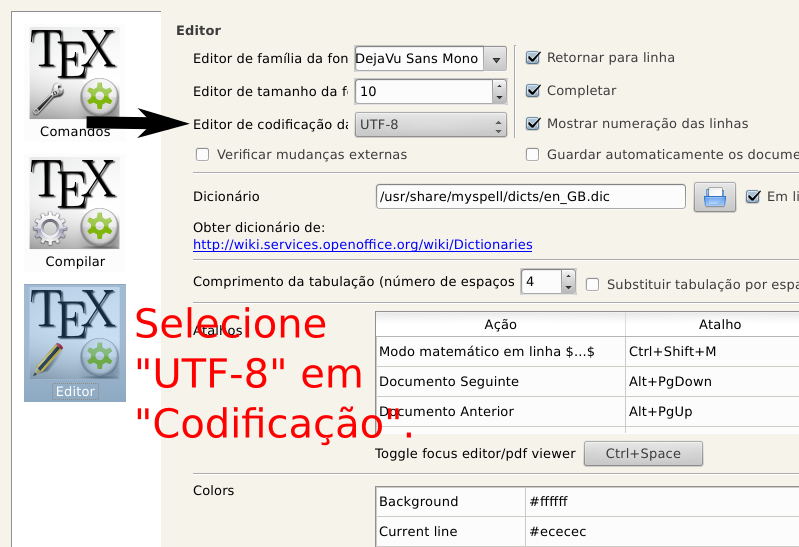 Editor
TEX
Comandos
Editor de família da fon DejaVu Sans Mono Retornar para linha
Editor de tamanho da f 10 Completar
Editor de codificação da UTF-8 Mostrar numeração das linhas
Verificar mudanças externas Guardar automaticamente os docume
TEX
Compilar
Dicionário /usr/share/myspell/dicts/en_GB.dic Em li
Obter dicionário de:
http://wiki.services.openoffice.org/wiki/Dictionaries
Comprimento da tabulação (número de espaços 4 Substituir tabulação por espa
TEX
Editor
Selecione
"UTF-8" em
"Codificação".
Atalhos
Ação Atalho
Modo matemático em linha $...$ Ctrl+Shift+M
Documento Seguinte Alt+PgDown
Documento Anterior Alt+PgUp
Toggle focus editor/pdf viewer Ctrl+Space
Colors
Background #ffffff
Current line #ececec